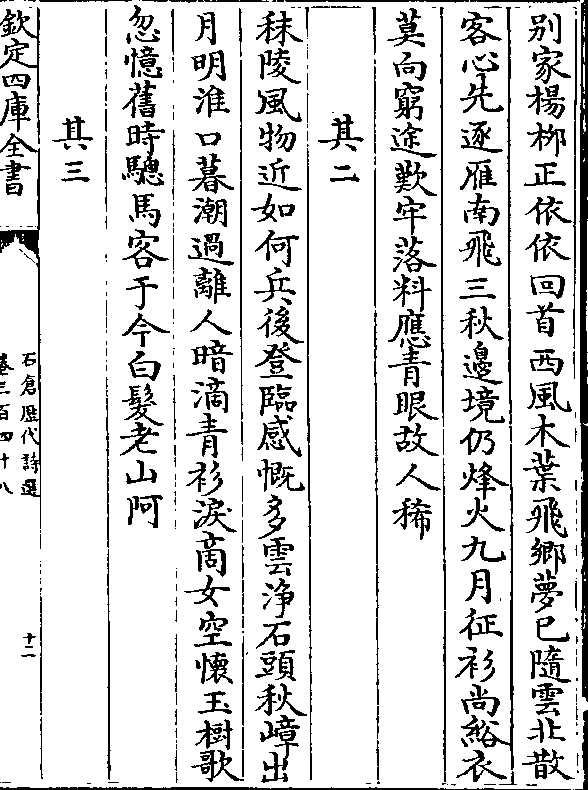 别家楊栁正依依回首西風木葉飛鄉夢已隨雲北散
客心先逐雁南飛三秋邊境仍烽火九月征衫尚綌衣
莫向窮途歎牢落料應青眼故人稀
其二
秣陵風物近如何兵後登臨感慨多雲浄石頭秋嶂出
月明淮口暮潮過離人暗滴青衫淚啇女空懷玉樹歌
忽憶舊時驄馬客于今白髮老山阿
其三
欽定四庫全書
石倉歷代詩選
卷三百四十八
十二